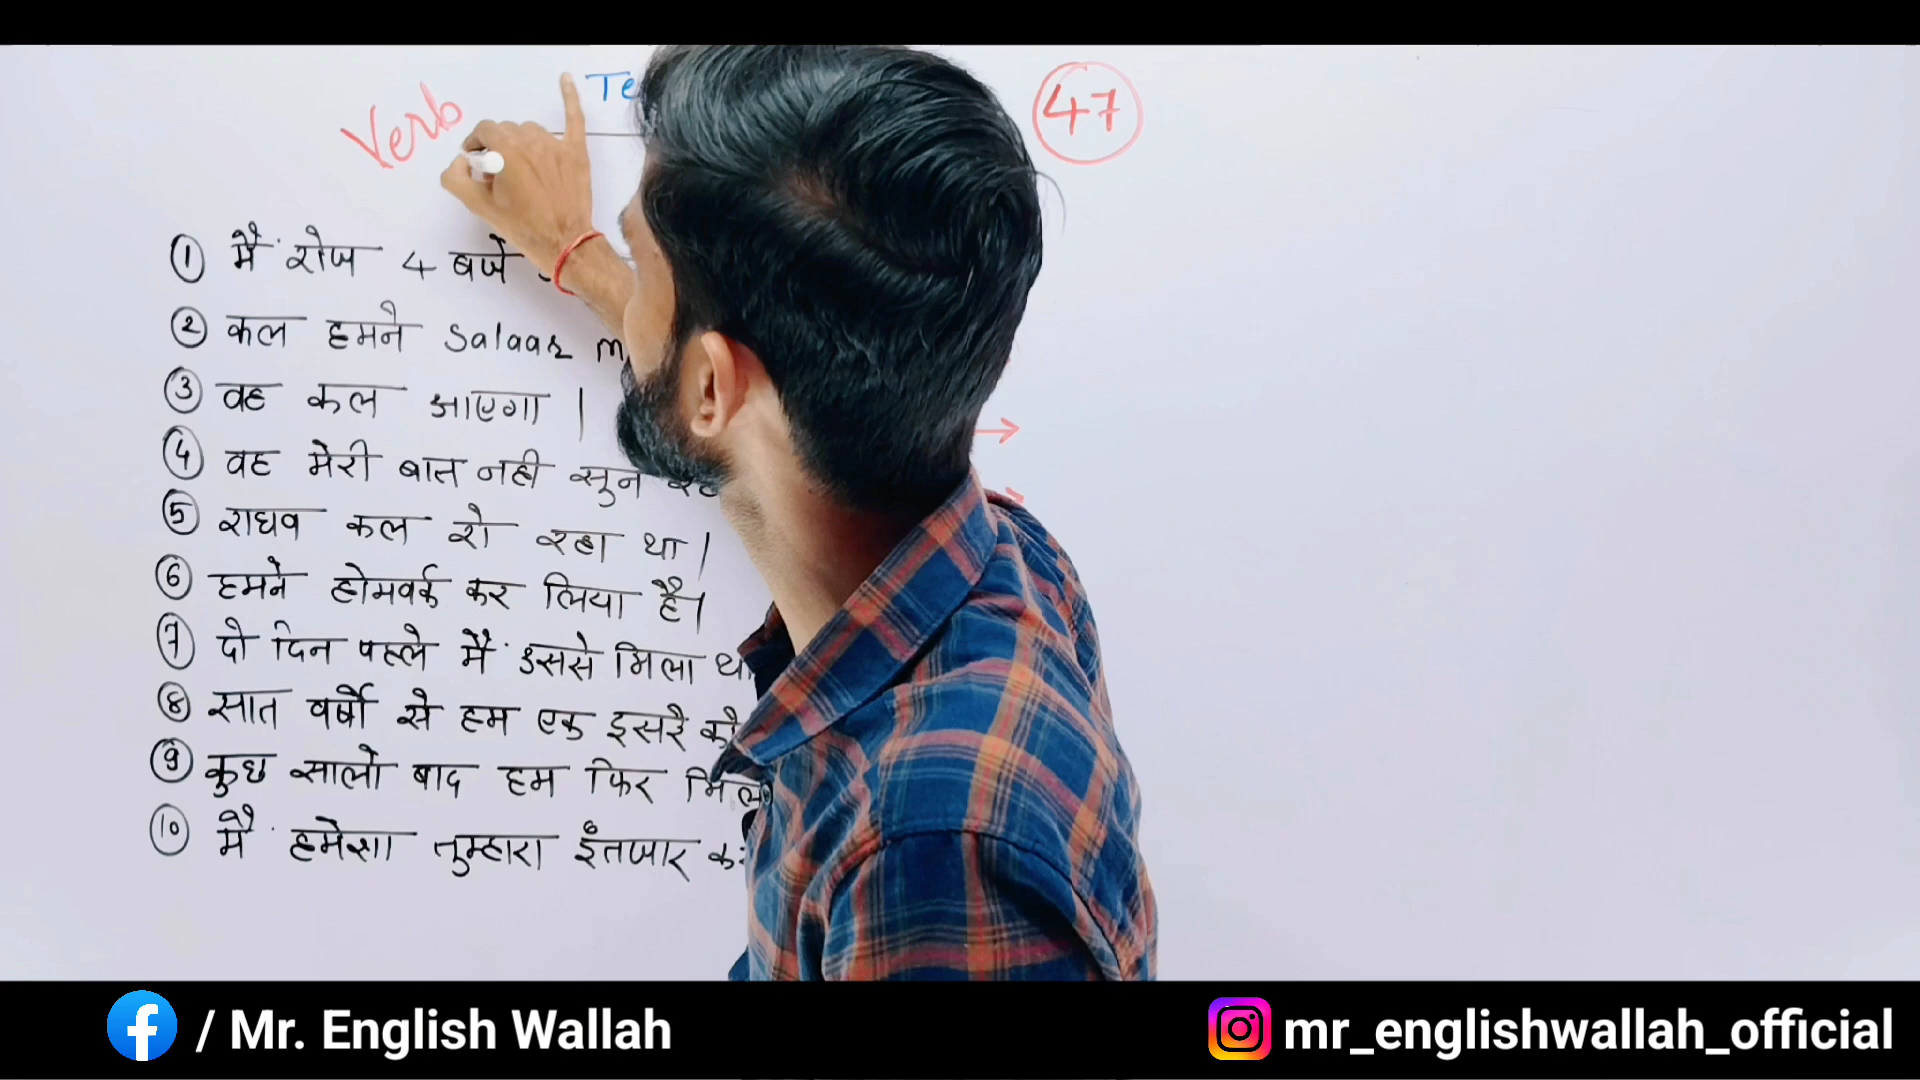 Verb
Te
47
① मैं रोज 4 बजे
② कल हमने Salaar
③ वह कल आएगा |
④ वह मेरी बात नही सुन
⑤ राघव कल रो रहा था |
⑥ हमने होमवर्क कर लिया है |
⑦ दो दिन पहले मैं उससे मिला था
⑧ सात वर्षो से हम एक इसरे को
⑨ कुछ सालो बाद हम फिर
⑩ मैं हमेशा तुम्हारा इंतजार
/ Mr. English Wallah
mr_englishwallah_official